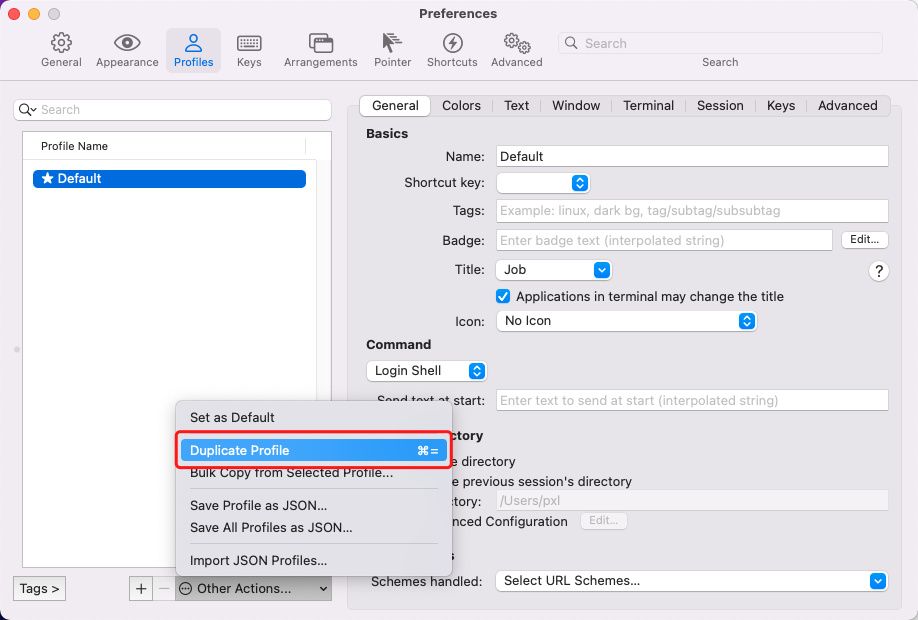 Preferences
General Appearance Profiles Keys Arrangements Pointer Shortcuts Advanced
Search
Search
Search
Profile Name
Default
Tags >
+ −
Other Actions...
General Colors Text Window Terminal Session Keys Advanced
Basics
Name: Default
Shortcut key:
Tags: Example: linux, dark bg, tag/subtag/subsubtag
Badge: Enter badge text (interpolated string) Edit...
Title: Job ?
Applications in terminal may change the title
Icon: No Icon
Command
Login Shell
Send text at start: Enter text to send at start (interpolated string)
Set as Default
Duplicate Profile ⌘=
Bulk Copy from Selected Profile...
Save Profile as JSON...
Save All Profiles as JSON...
Import JSON Profiles...
ctory
e directory
e previous session's directory
ctory: /Users/pxl
nced Configuration Edit...
s
Schemes handled: Select URL Schemes...